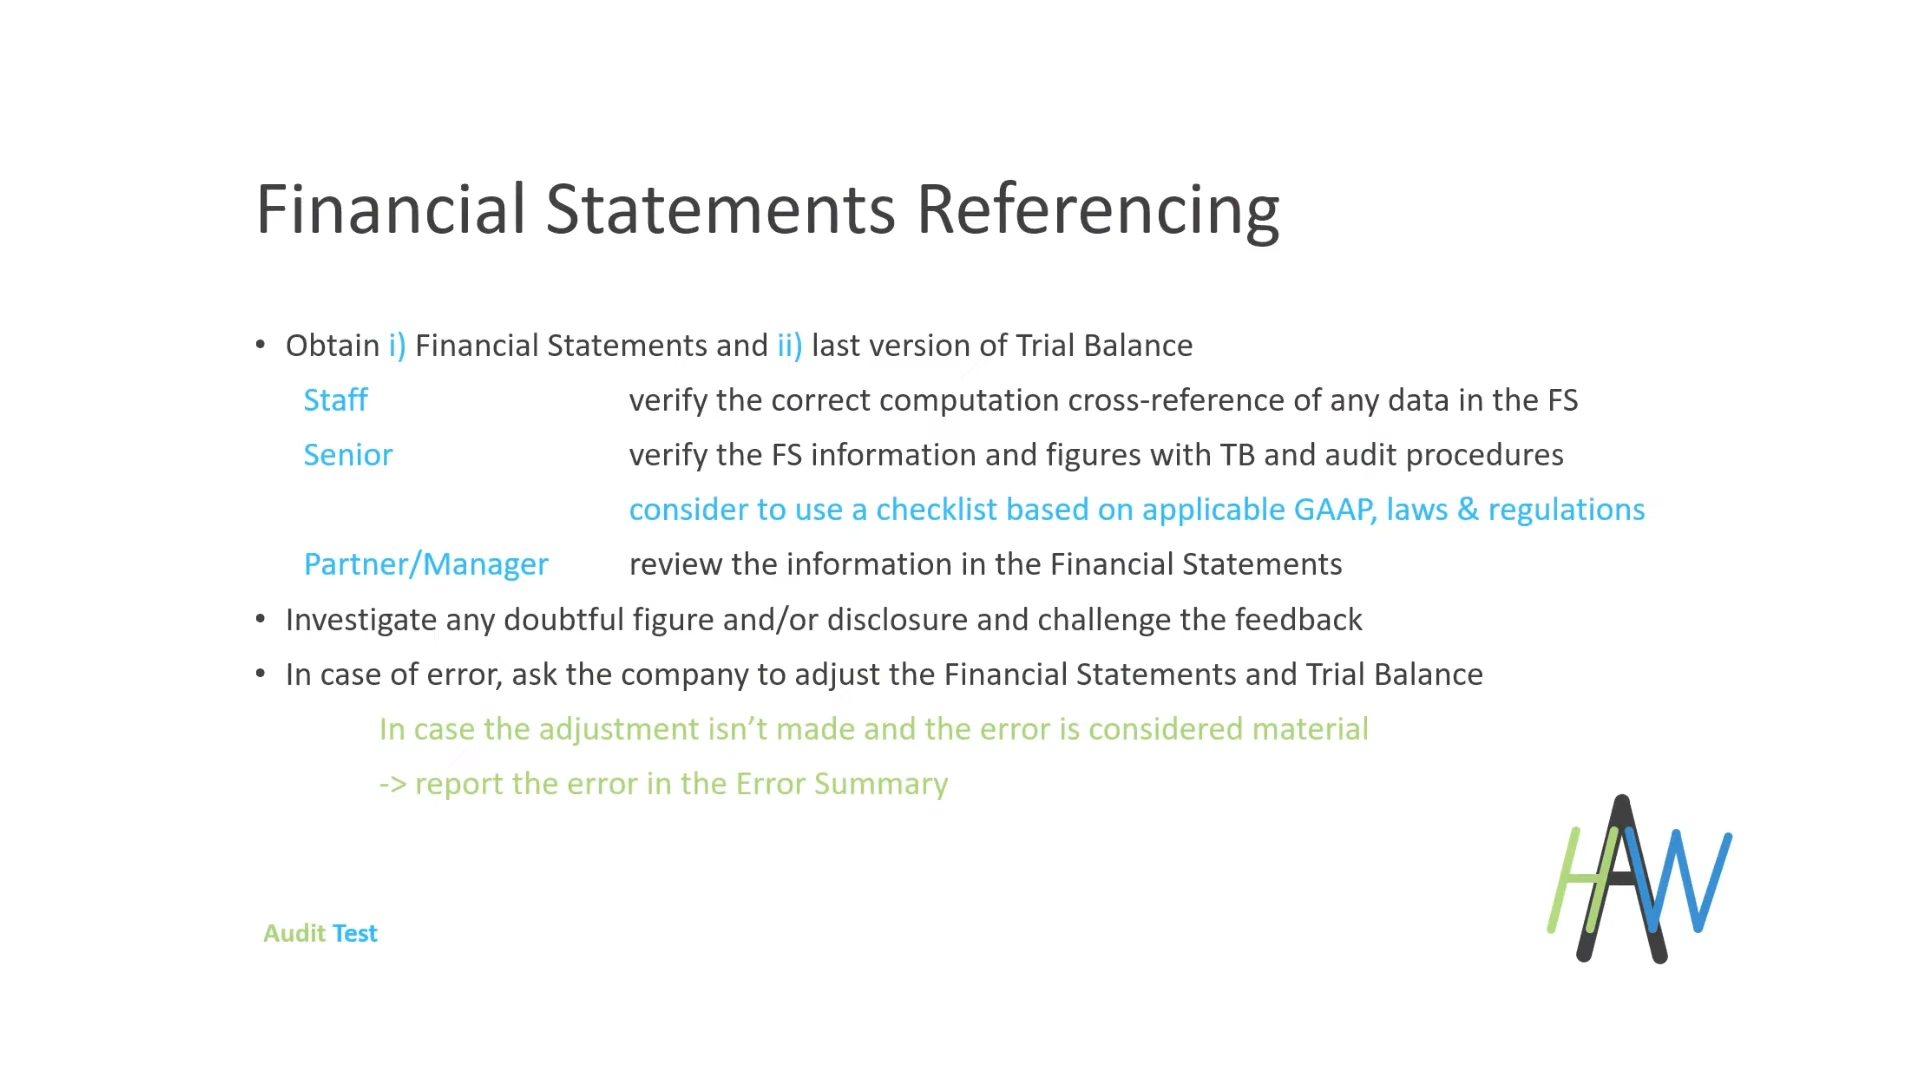 Financial Statements Referencing
• Obtain i) Financial Statements and ii) last version of Trial Balance
Staff verify the correct computation cross-reference of any data in the FS
Senior verify the FS information and figures with TB and audit procedures
consider to use a checklist based on applicable GAAP, laws & regulations
Partner/Manager review the information in the Financial Statements
• Investigate any doubtful figure and/or disclosure and challenge the feedback
• In case of error, ask the company to adjust the Financial Statements and Trial Balance
In case the adjustment isn’t made and the error is considered material
-> report the error in the Error Summary
HAW
Audit Test